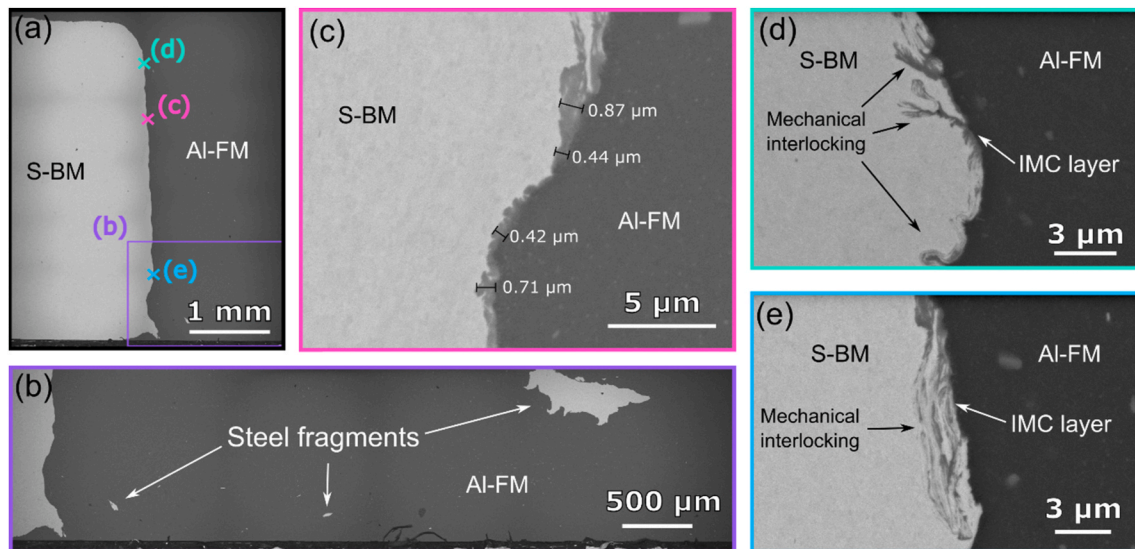 (a)
(d)
(c)
S-BM
Al-FM
(b)
(e)
1 mm
(c)
S-BM
0.87 µm
0.44 µm
Al-FM
0.42 µm
0.71 µm
5 µm
(d)
S-BM
Al-FM
Mechanical
interlocking
IMC layer
3 µm
(b)
Steel fragments
Al-FM
500 µm
(e)
S-BM
Al-FM
Mechanical
interlocking
IMC layer
3 µm